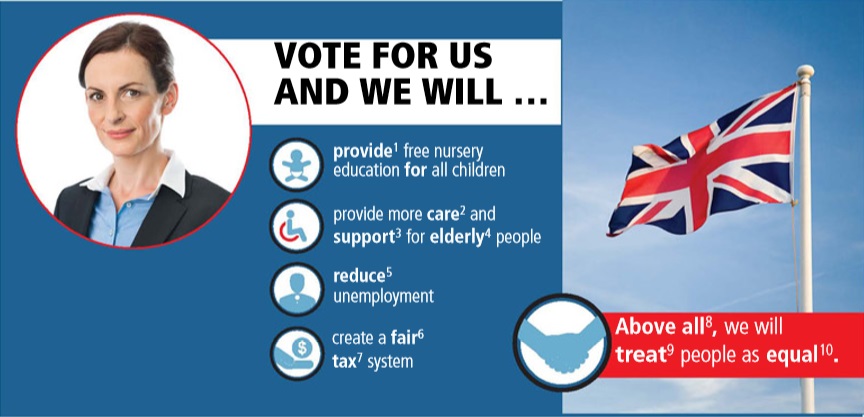 VOTE FOR US
AND WE WILL ...
provide¹ free nursery
education for all children
provide more care² and
support³ for elderly⁴ people
reduce⁵
unemployment
create a fair⁶
tax⁷ system
$
Above all⁸, we will
treat⁹ people as equal¹⁰.